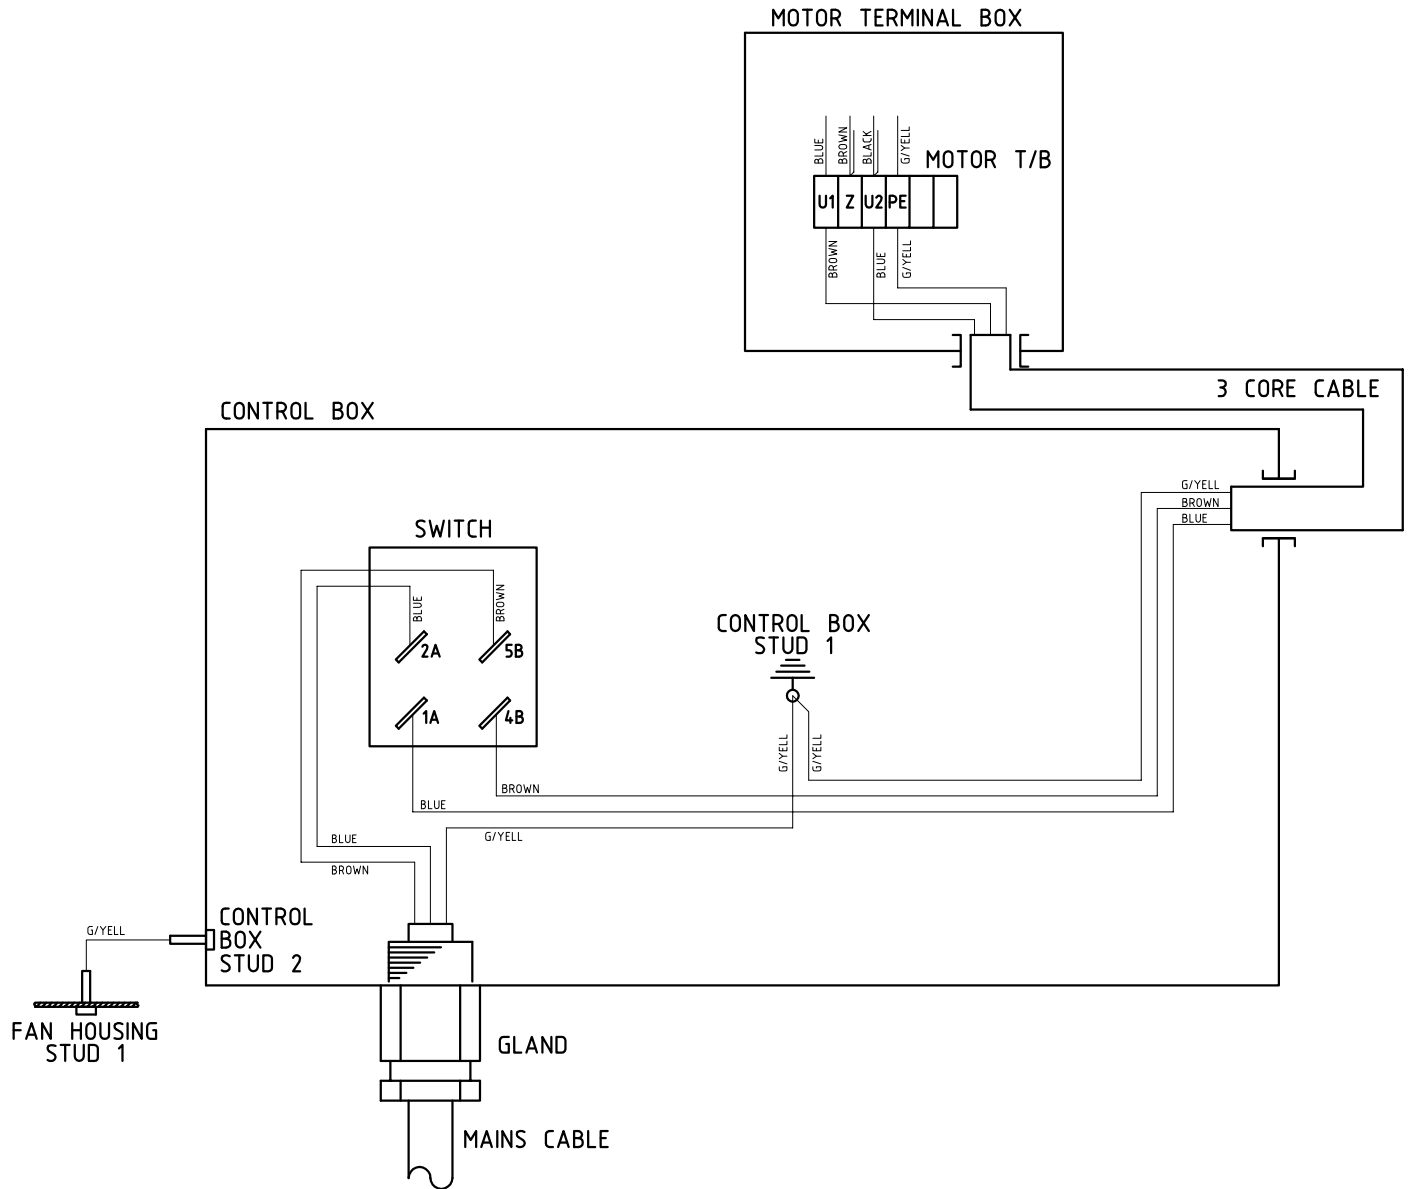 MOTOR TERMINAL BOX
BLUE
BROWN
BLACK
G/YELL
MOTOR T/B
U1 Z U2 PE
BROWN
BLUE
G/YELL
3 CORE CABLE
CONTROL BOX
G/YELL
BROWN
BLUE
SWITCH
BLUE
BROWN
2A 5B
1A 4B
CONTROL BOX
STUD 1
G/YELL
G/YELL
BROWN
BLUE
G/YELL
BLUE
BROWN
G/YELL
CONTROL
BOX
STUD 2
FAN HOUSING
STUD 1
GLAND
MAINS CABLE